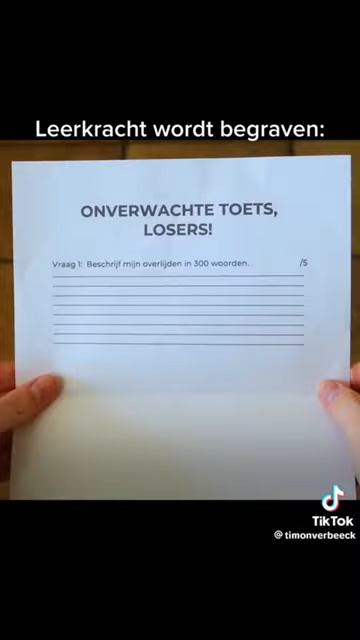 Leerkracht wordt begraven:
ONVERWACHTE TOETS,
LOSERS!
Vraag 1: Beschrijf mijn overlijden in 300 woorden. /5
TikTok
@timonverbeeck